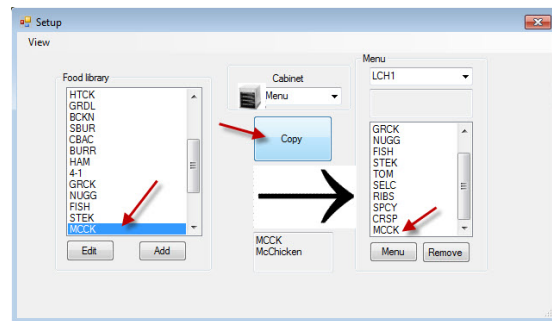 Setup
View
Food library
HTCK
GRDL
BCKN
SBUR
CBAC
BURR
HAM
4-1
GRCK
NUGG
FISH
STEK
MCCK
Edit
Add
Cabinet
Menu
Copy
MCCK
McChicken
Menu
LCH1
GRCK
NUGG
FISH
STEK
TOM
SELC
RIBS
SPCY
CRSP
MCCK
Menu
Remove